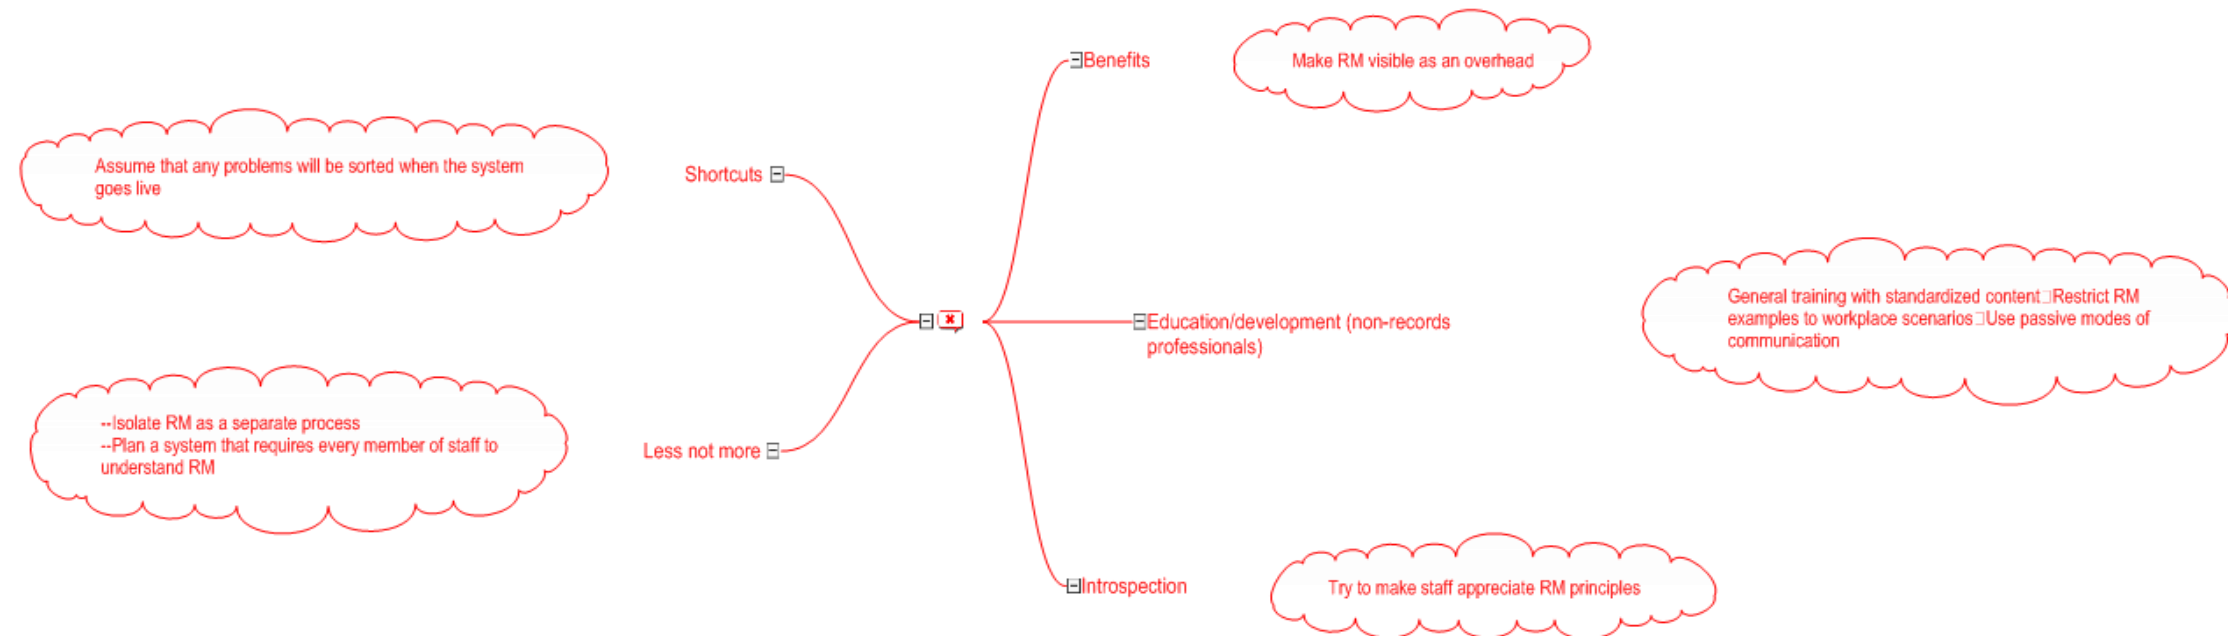 Benefits
Make RM visible as an overhead
Assume that any problems will be sorted when the system
goes live
Shortcuts
General training with standardized content□Restrict RM
examples to workplace scenarios□Use passive modes of
communication
Education/development (non-records
professionals)
--Isolate RM as a separate process
--Plan a system that requires every member of staff to
understand RM
Less not more
Introspection
Try to make staff appreciate RM principles